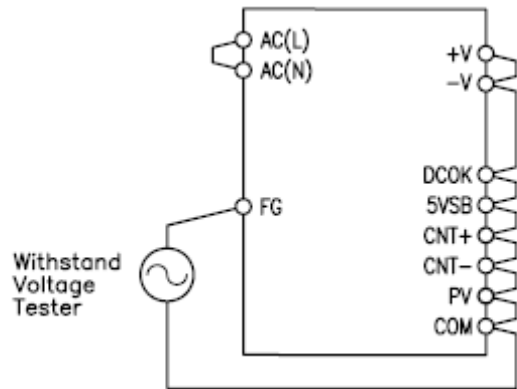 AC(L)
AC(N)
FG
Withstand
Voltage
Tester
+V
-V
DCOK
5VSB
CNT+
CNT-
PV
COM